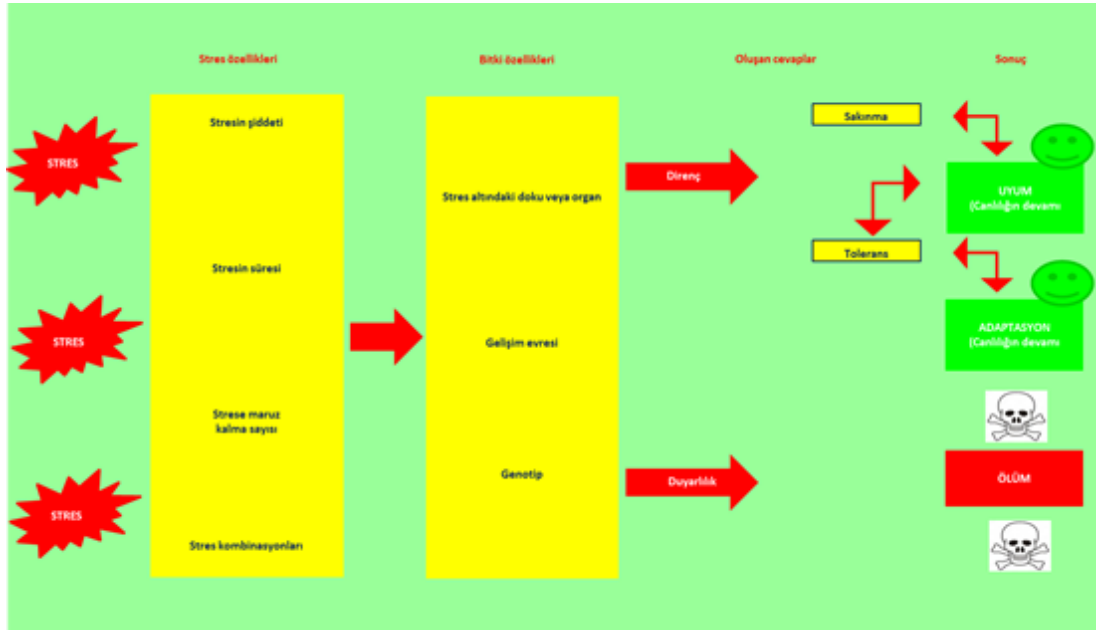 Stres özellikleri
Bitki özellikleri
Oluşan cevaplar
Sonuç
STRES
STRES
STRES
Stresin şiddeti
Stresin süresi
Strese maruz
kalma sayısı
Stres kombinasyonları
Stres altındaki doku veya organ
Gelişim evresi
Genotip
Direnç
Duyarlılık
Sakınma
Tolerans
UYUM
(Canlılığın devamı
ADAPTASYON
(Canlılığın devamı
ÖLÜM